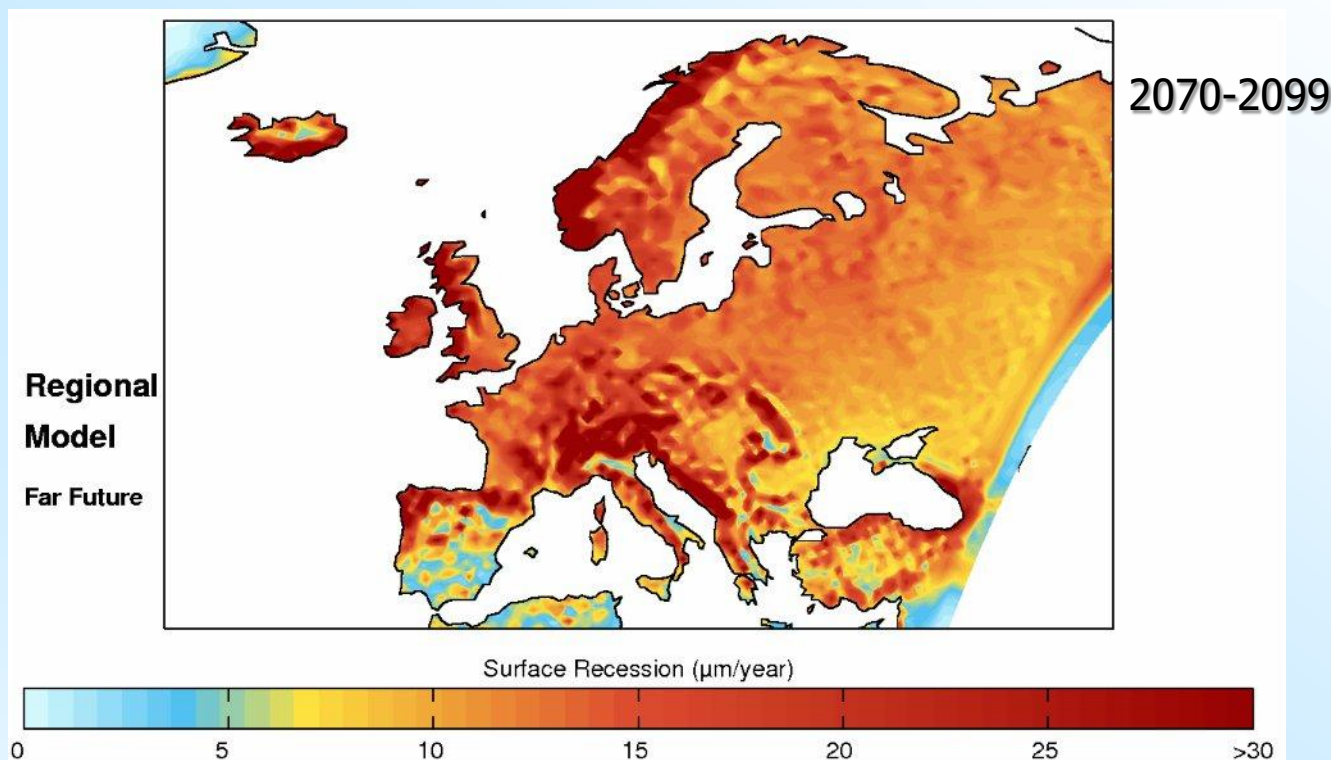 2070-2099
Regional
Model
Far Future
Surface Recession (µm/year)
0 5 10 15 20 25 >30